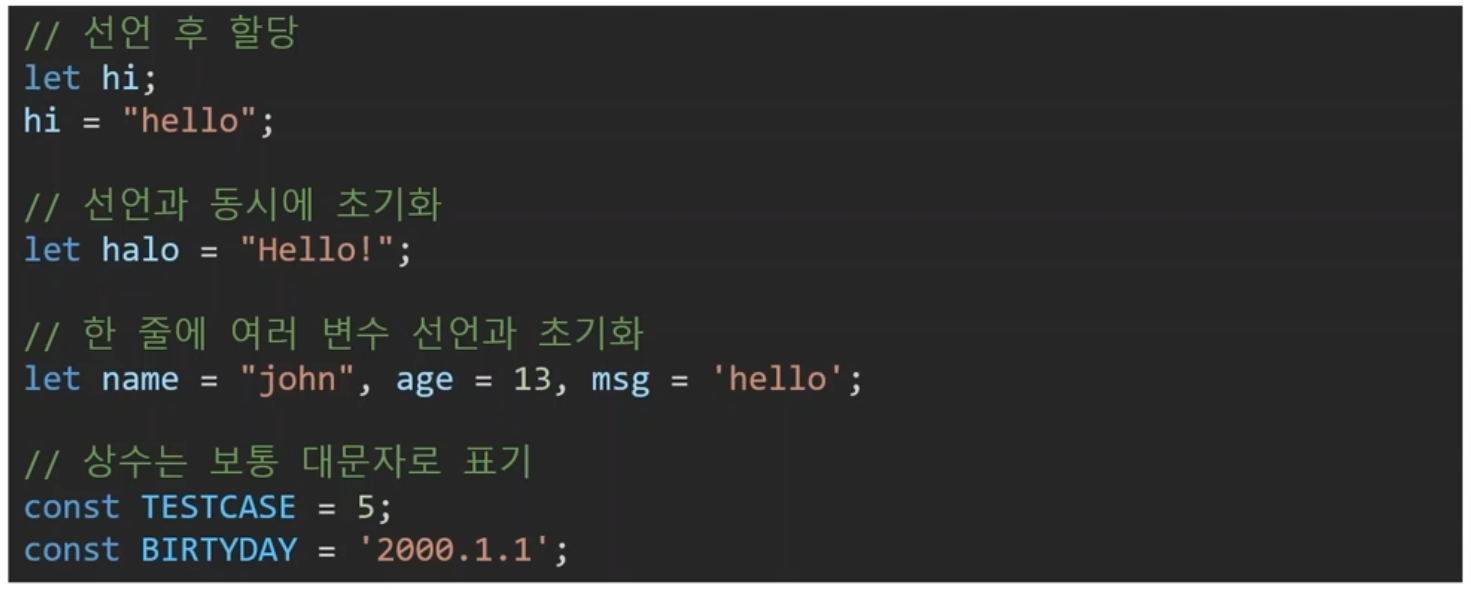 // 선언 후 할당
let hi;
hi = "hello";
// 선언과 동시에 초기화
let halo = "Hello!";
// 한 줄에 여러 변수 선언과 초기화
let name = "john", age = 13, msg = 'hello';
// 상수는 보통 대문자로 표기
const TESTCASE = 5;
const BIRTYDAY = '2000.1.1';